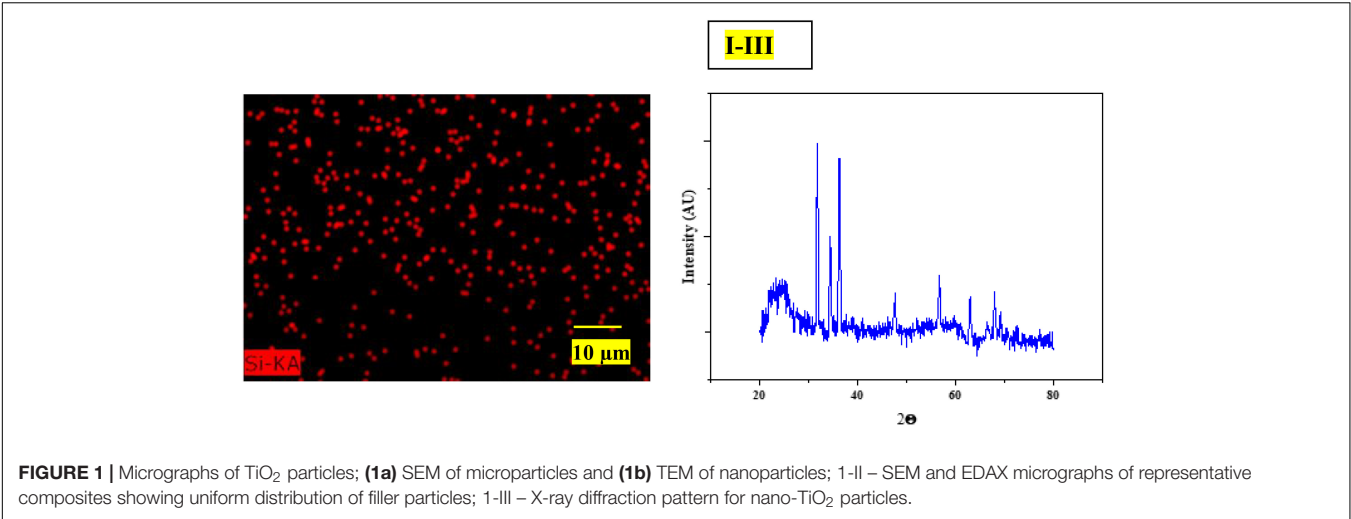 I-III
Si-KA
10 µm
Intensity (AU)
20 40 60 80
2Θ
FIGURE 1 | Micrographs of TiO₂ particles; (1a) SEM of microparticles and (1b) TEM of nanoparticles; 1-II – SEM and EDAX micrographs of representative
composites showing uniform distribution of filler particles; 1-III – X-ray diffraction pattern for nano-TiO₂ particles.